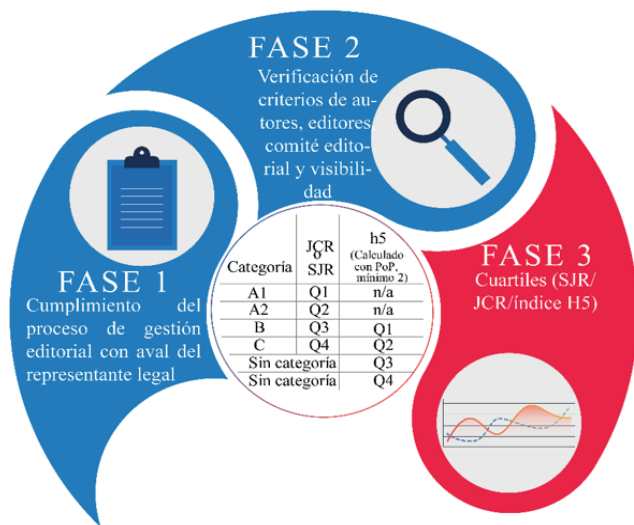 FASE 1
Cumplimiento del
proceso de gestión
editorial con aval del
representante legal
FASE 2
Verificación de
criterios de au-
tores, editores
comité edito-
rial y visibili-
dad
FASE 3
Cuartiles (SJR/
JCR/índice H5)
Categoría JCR o SJR h5 (Calculado con PoP, mínimo 2)
A1 Q1 n/a
A2 Q2 n/a
B Q3 Q1
C Q4 Q2
Sin categoría Q3
Sin categoría Q4